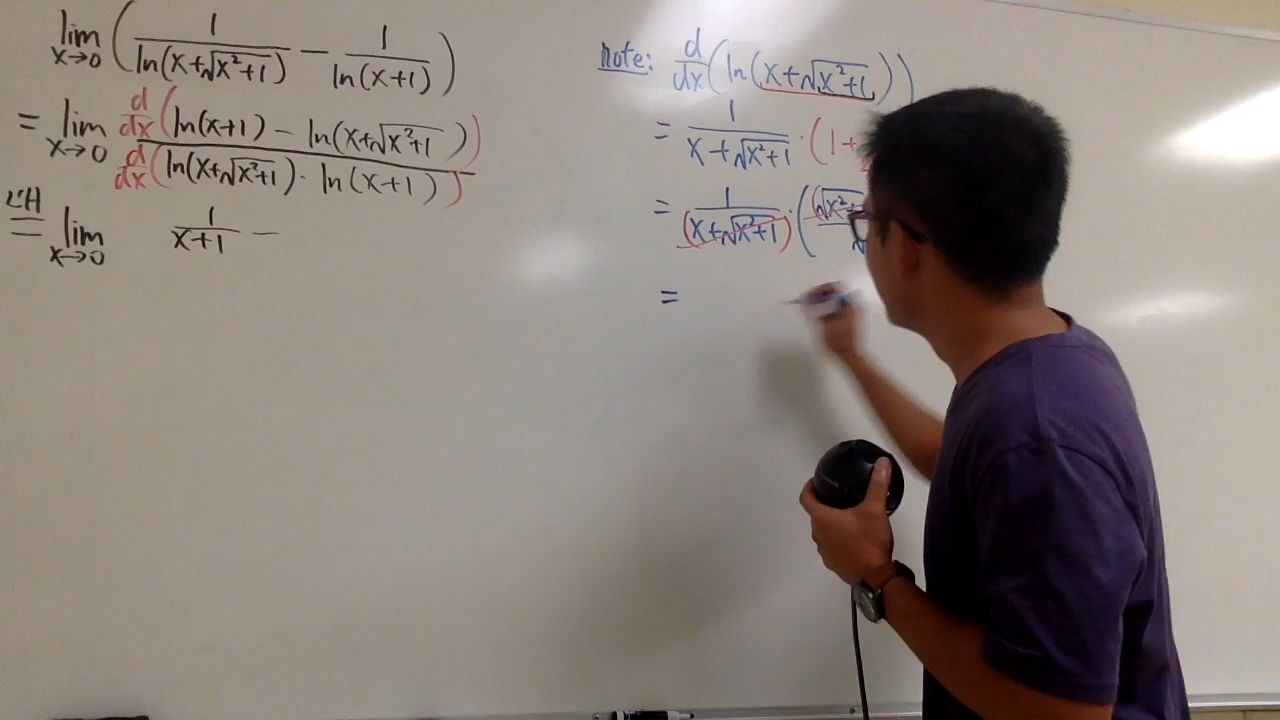 lim x→0 ( 1 / ln(x+√x²+1) − 1 / ln(x+1) )
= lim x→0 d/dx ( ln(x+1) − ln(x+√x²+1) ) / d/dx ( ln(x+√x²+1) · ln(x+1) )
L'H = lim x→0 1 / x+1 −
note: d/dx ( ln(x+√x²+1) )
= 1 / x+√x²+1 · (1+
= 1 / (x+√x²+1) · ( (√x²+
=